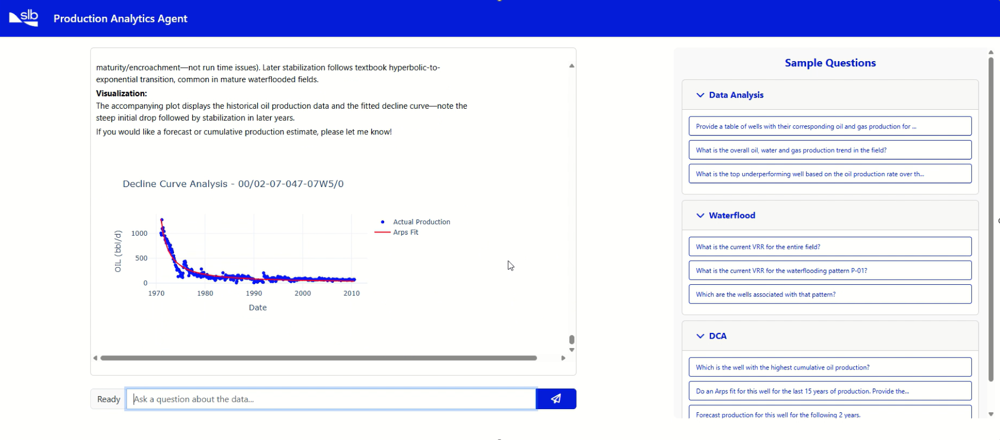 slb
Production Analytics Agent
maturity/encroachment—not run time issues). Later stabilization follows textbook hyperbolic-to-
exponential transition, common in mature waterflooded fields.
Visualization:
The accompanying plot displays the historical oil production data and the fitted decline curve—note the
steep initial drop followed by stabilization in later years.
If you would like a forecast or cumulative production estimate, please let me know!
Decline Curve Analysis - 00/02-07-047-07W5/0
Actual Production
Arps Fit
OIL (bbl/d)
1000
500
0
1970 1980 1990 2000 2010
Date
Ready
Ask a question about the data...
Sample Questions
Data Analysis
Provide a table of wells with their corresponding oil and gas production for ...
What is the overall oil, water and gas production trend in the field?
What is the top underperforming well based on the oil production rate over th...
Waterflood
What is the current VRR for the entire field?
What is the current VRR for the waterflooding pattern P-01?
Which are the wells associated with that pattern?
DCA
Which is the well with the highest cumulative oil production?
Do an Arps fit for this well for the last 15 years of production. Provide the...
Forecast production for this well for the following 2 years.